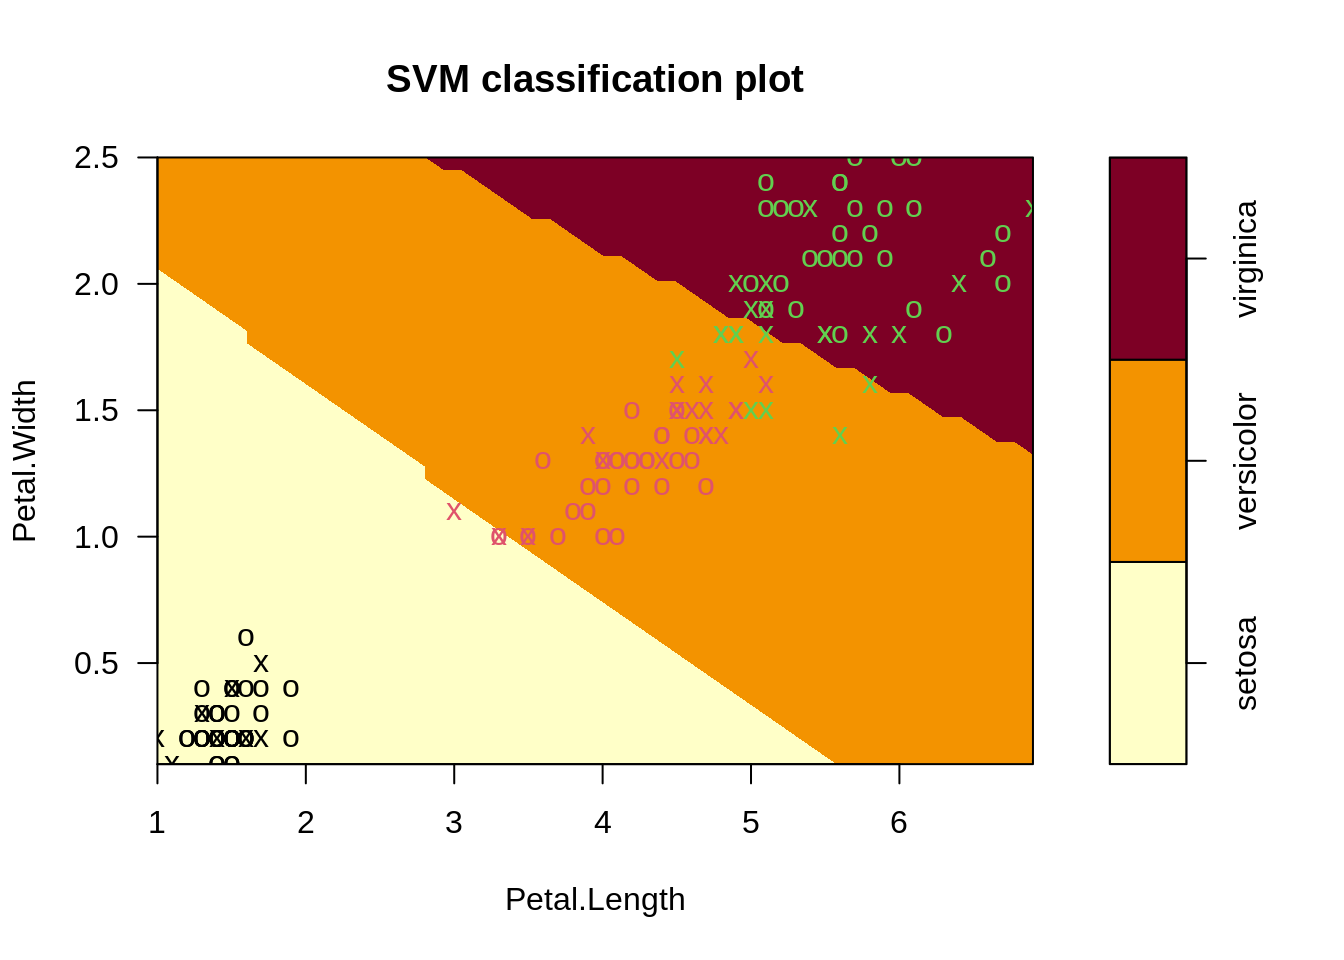 SVM classification plot
2.5
2.0
1.5
1.0
0.5
Petal.Width
1 2 3 4 5 6
Petal.Length
virginica
versicolor
setosa